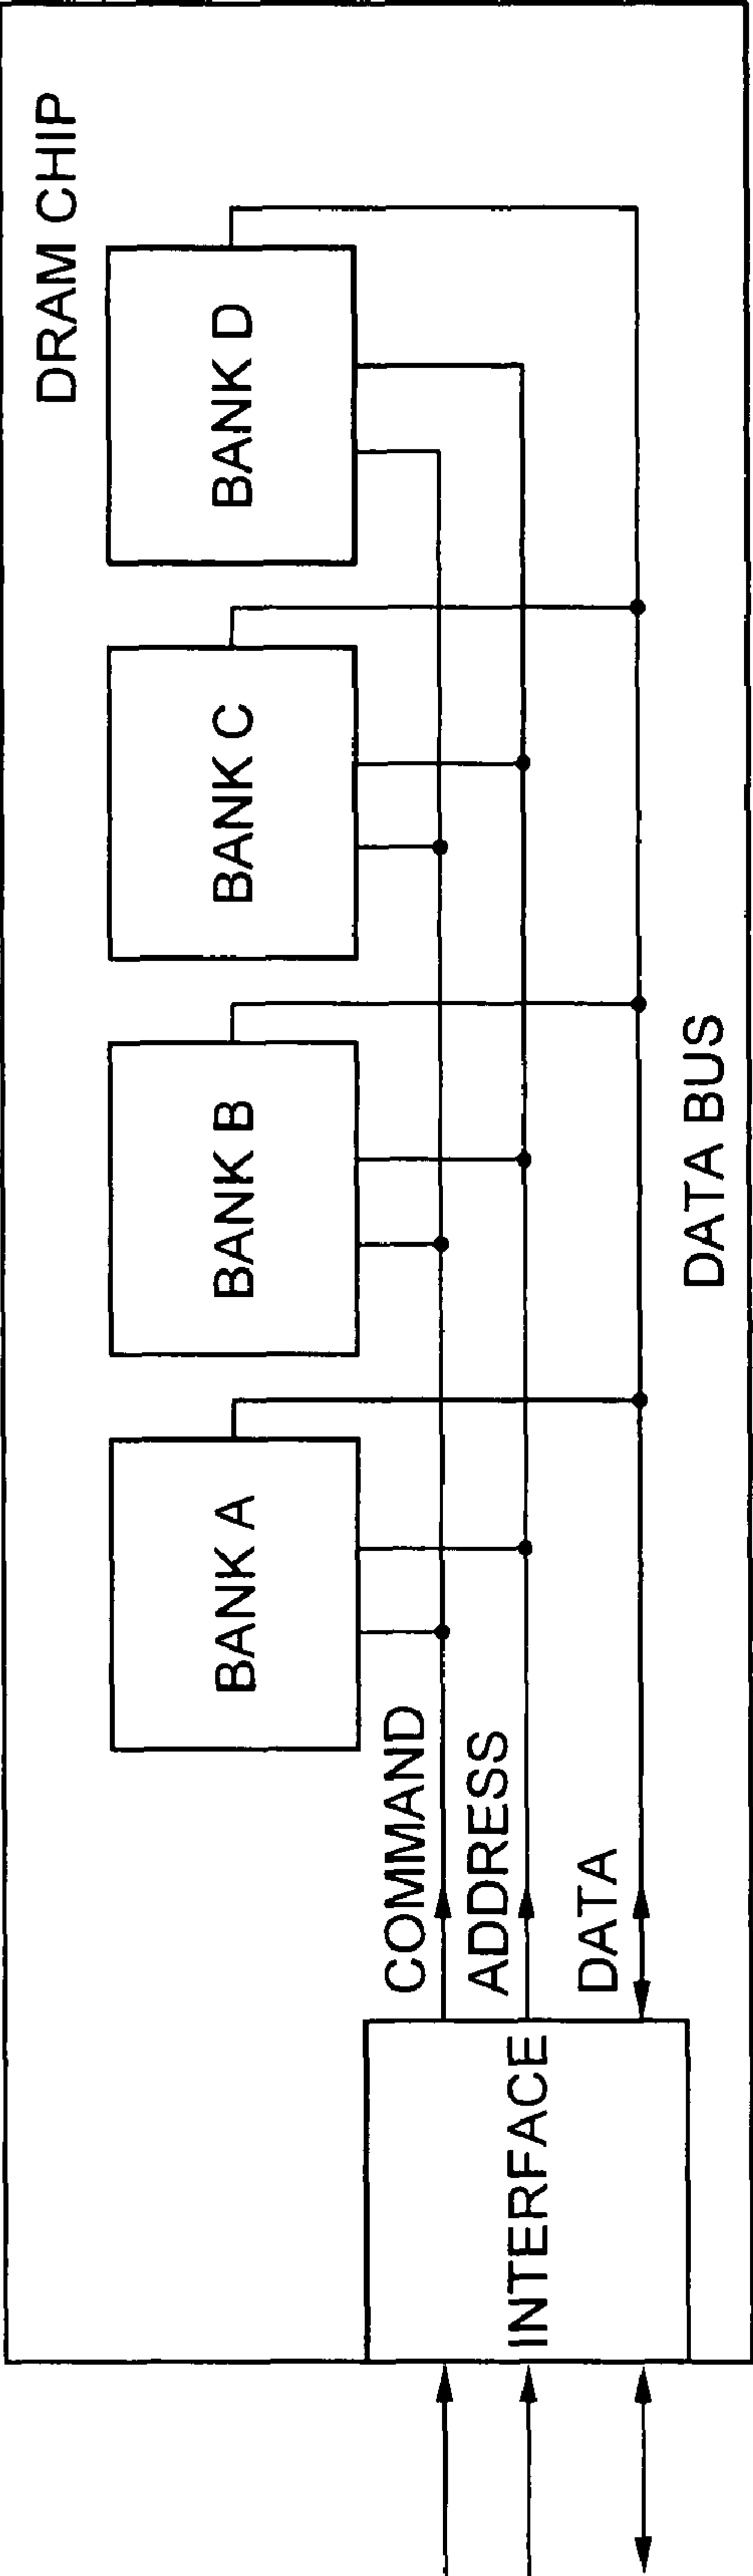 DRAM CHIP
BANK A
BANK B
BANK C
BANK D
COMMAND
ADDRESS
DATA
INTERFACE
DATA BUS